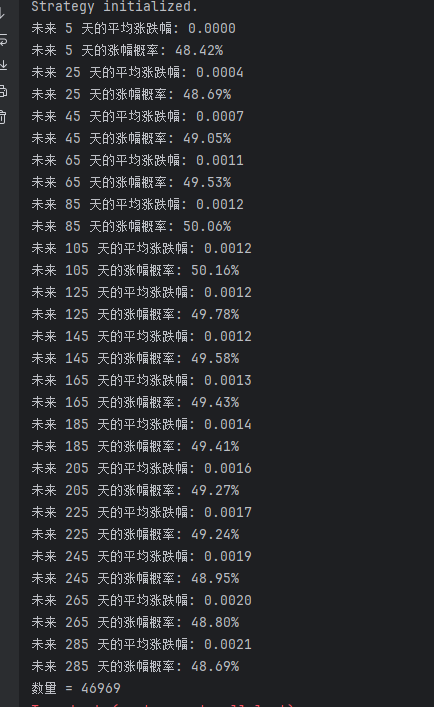 Strategy initialized.
未来 5 天的平均涨跌幅: 0.0000
未来 5 天的涨幅概率: 48.42%
未来 25 天的平均涨跌幅: 0.0004
未来 25 天的涨幅概率: 48.69%
未来 45 天的平均涨跌幅: 0.0007
未来 45 天的涨幅概率: 49.05%
未来 65 天的平均涨跌幅: 0.0011
未来 65 天的涨幅概率: 49.53%
未来 85 天的平均涨跌幅: 0.0012
未来 85 天的涨幅概率: 50.06%
未来 105 天的平均涨跌幅: 0.0012
未来 105 天的涨幅概率: 50.16%
未来 125 天的平均涨跌幅: 0.0012
未来 125 天的涨幅概率: 49.78%
未来 145 天的平均涨跌幅: 0.0012
未来 145 天的涨幅概率: 49.58%
未来 165 天的平均涨跌幅: 0.0013
未来 165 天的涨幅概率: 49.43%
未来 185 天的平均涨跌幅: 0.0014
未来 185 天的涨幅概率: 49.41%
未来 205 天的平均涨跌幅: 0.0016
未来 205 天的涨幅概率: 49.27%
未来 225 天的平均涨跌幅: 0.0017
未来 225 天的涨幅概率: 49.24%
未来 245 天的平均涨跌幅: 0.0019
未来 245 天的涨幅概率: 48.95%
未来 265 天的平均涨跌幅: 0.0020
未来 265 天的涨幅概率: 48.80%
未来 285 天的平均涨跌幅: 0.0021
未来 285 天的涨幅概率: 48.69%
数量 = 46969